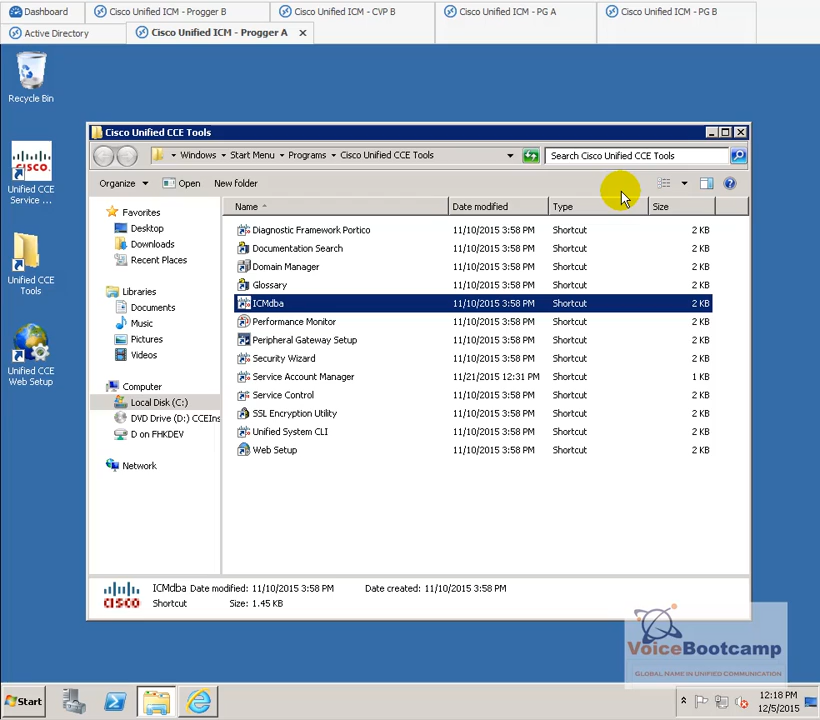 Dashboard
Cisco Unified ICM - Progger B
Cisco Unified ICM - CVP B
Cisco Unified ICM - PG A
Cisco Unified ICM - PG B
Active Directory
Cisco Unified ICM - Progger A
Recycle Bin
Unified CCE
Service ...
Unified CCE
Tools
Unified CCE
Web Setup
Cisco Unified CCE Tools
Windows Start Menu Programs Cisco Unified CCE Tools
Search Cisco Unified CCE Tools
Organize Open New folder
Favorites
Desktop
Downloads
Recent Places
Libraries
Documents
Music
Pictures
Videos
Computer
Local Disk (C:)
DVD Drive (D:) CCEIns
D on FHKDEV
Network
Name Date modified Type Size
Diagnostic Framework Portico 11/10/2015 3:58 PM Shortcut 2 KB
Documentation Search 11/10/2015 3:58 PM Shortcut 2 KB
Domain Manager 11/10/2015 3:58 PM Shortcut 2 KB
Glossary 11/10/2015 3:58 PM Shortcut 2 KB
ICMdba 11/10/2015 3:58 PM Shortcut 2 KB
Performance Monitor 11/10/2015 3:58 PM Shortcut 2 KB
Peripheral Gateway Setup 11/10/2015 3:58 PM Shortcut 2 KB
Security Wizard 11/10/2015 3:58 PM Shortcut 2 KB
Service Account Manager 11/21/2015 12:31 PM Shortcut 1 KB
Service Control 11/10/2015 3:58 PM Shortcut 2 KB
SSL Encryption Utility 11/10/2015 3:58 PM Shortcut 2 KB
Unified System CLI 11/10/2015 3:58 PM Shortcut 2 KB
Web Setup 11/10/2015 3:58 PM Shortcut 2 KB
CISCO
ICMdba Date modified: 11/10/2015 3:58 PM Date created: 11/10/2015 3:58 PM
Shortcut Size: 1.45 KB
VoiceBootcamp
GLOBAL NAME IN UNIFIED COMMUNICATION
Start
12:18 PM
12/5/2015